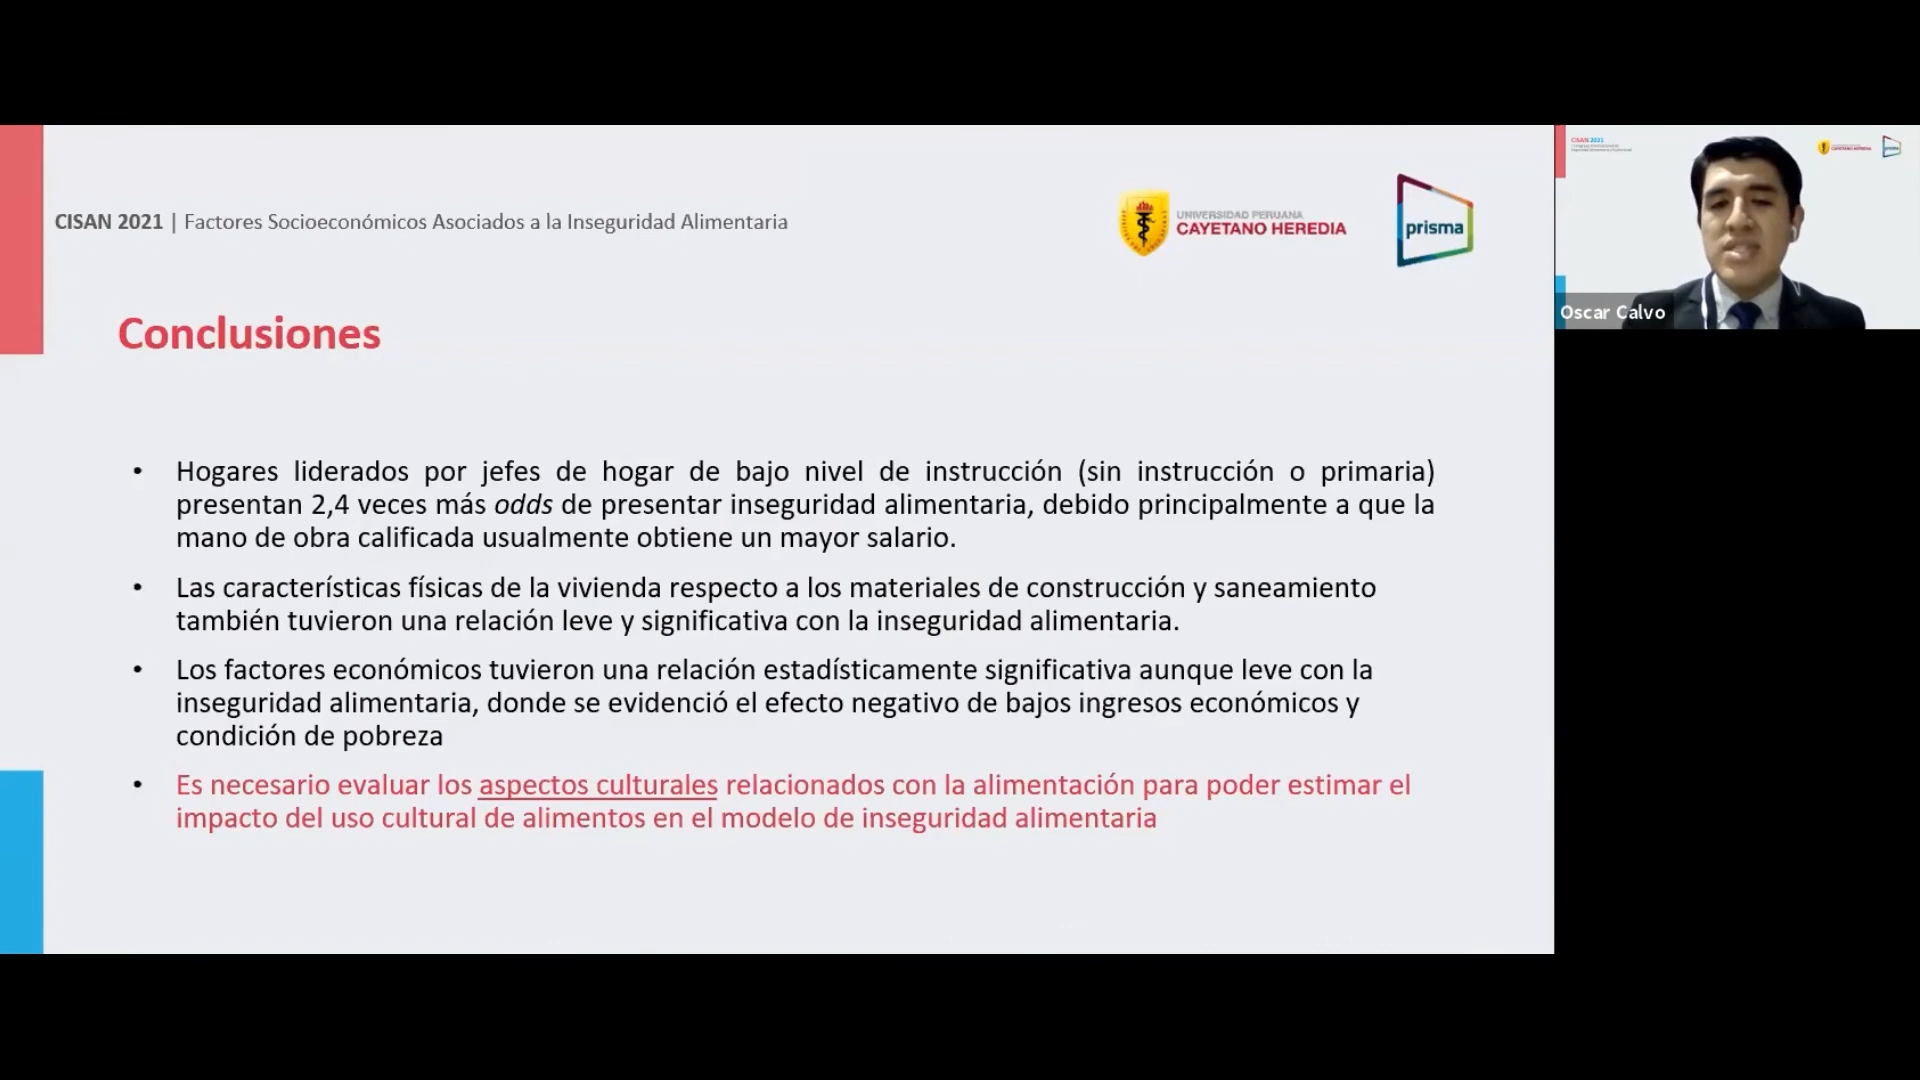 CISAN 2021 | Factores Socioeconómicos Asociados a la Inseguridad Alimentaria
UNIVERSIDAD PERUANA
CAYETANO HEREDIA
prisma
Conclusiones
• Hogares liderados por jefes de hogar de bajo nivel de instrucción (sin instrucción o primaria)
presentan 2,4 veces más odds de presentar inseguridad alimentaria, debido principalmente a que la
mano de obra calificada usualmente obtiene un mayor salario.
• Las características físicas de la vivienda respecto a los materiales de construcción y saneamiento
también tuvieron una relación leve y significativa con la inseguridad alimentaria.
• Los factores económicos tuvieron una relación estadísticamente significativa aunque leve con la
inseguridad alimentaria, donde se evidenció el efecto negativo de bajos ingresos económicos y
condición de pobreza
• Es necesario evaluar los aspectos culturales relacionados con la alimentación para poder estimar el
impacto del uso cultural de alimentos en el modelo de inseguridad alimentaria
CISAN 2021
CAYETANO HEREDIA
prisma
Oscar Calvo